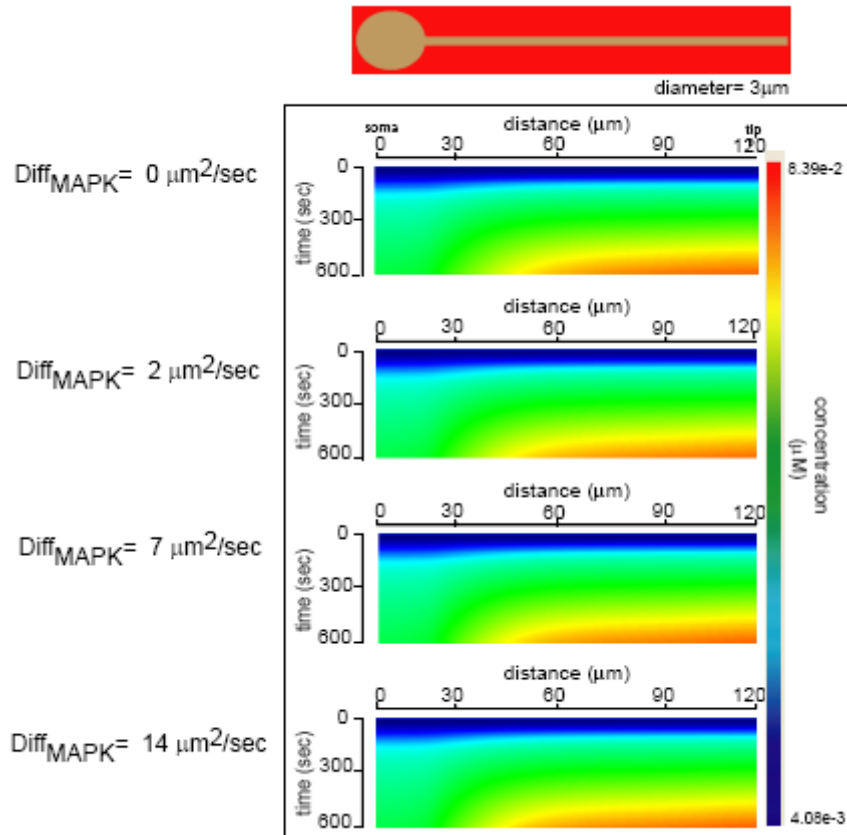 diameter= 3μm
soma distance (μm) tip
0 30 60 90 120
Diff_MAPK= 0 μm²/sec
time (sec)
0
300
600
8.39e-2
distance (μm)
0 30 60 90 120
Diff_MAPK= 2 μm²/sec
time (sec)
0
300
600
concentration
(μM)
distance (μm)
0 30 60 90 120
Diff_MAPK= 7 μm²/sec
time (sec)
0
300
600
distance (μm)
0 30 60 90 120
Diff_MAPK= 14 μm²/sec
time (sec)
0
300
600
4.08e-3